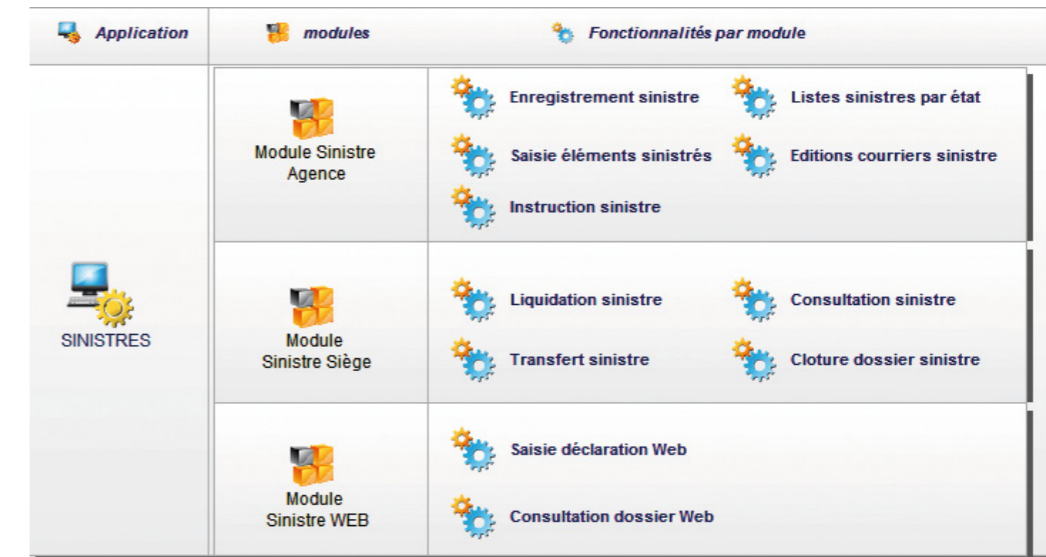 Application
modules
Fonctionnalités par module
SINISTRES
Module Sinistre
Agence
Enregistrement sinistre
Listes sinistres par état
Saisie éléments sinistrés
Editions courriers sinistre
Instruction sinistre
Module
Sinistre Siège
Liquidation sinistre
Consultation sinistre
Transfert sinistre
Cloture dossier sinistre
Module
Sinistre WEB
Saisie déclaration Web
Consultation dossier Web